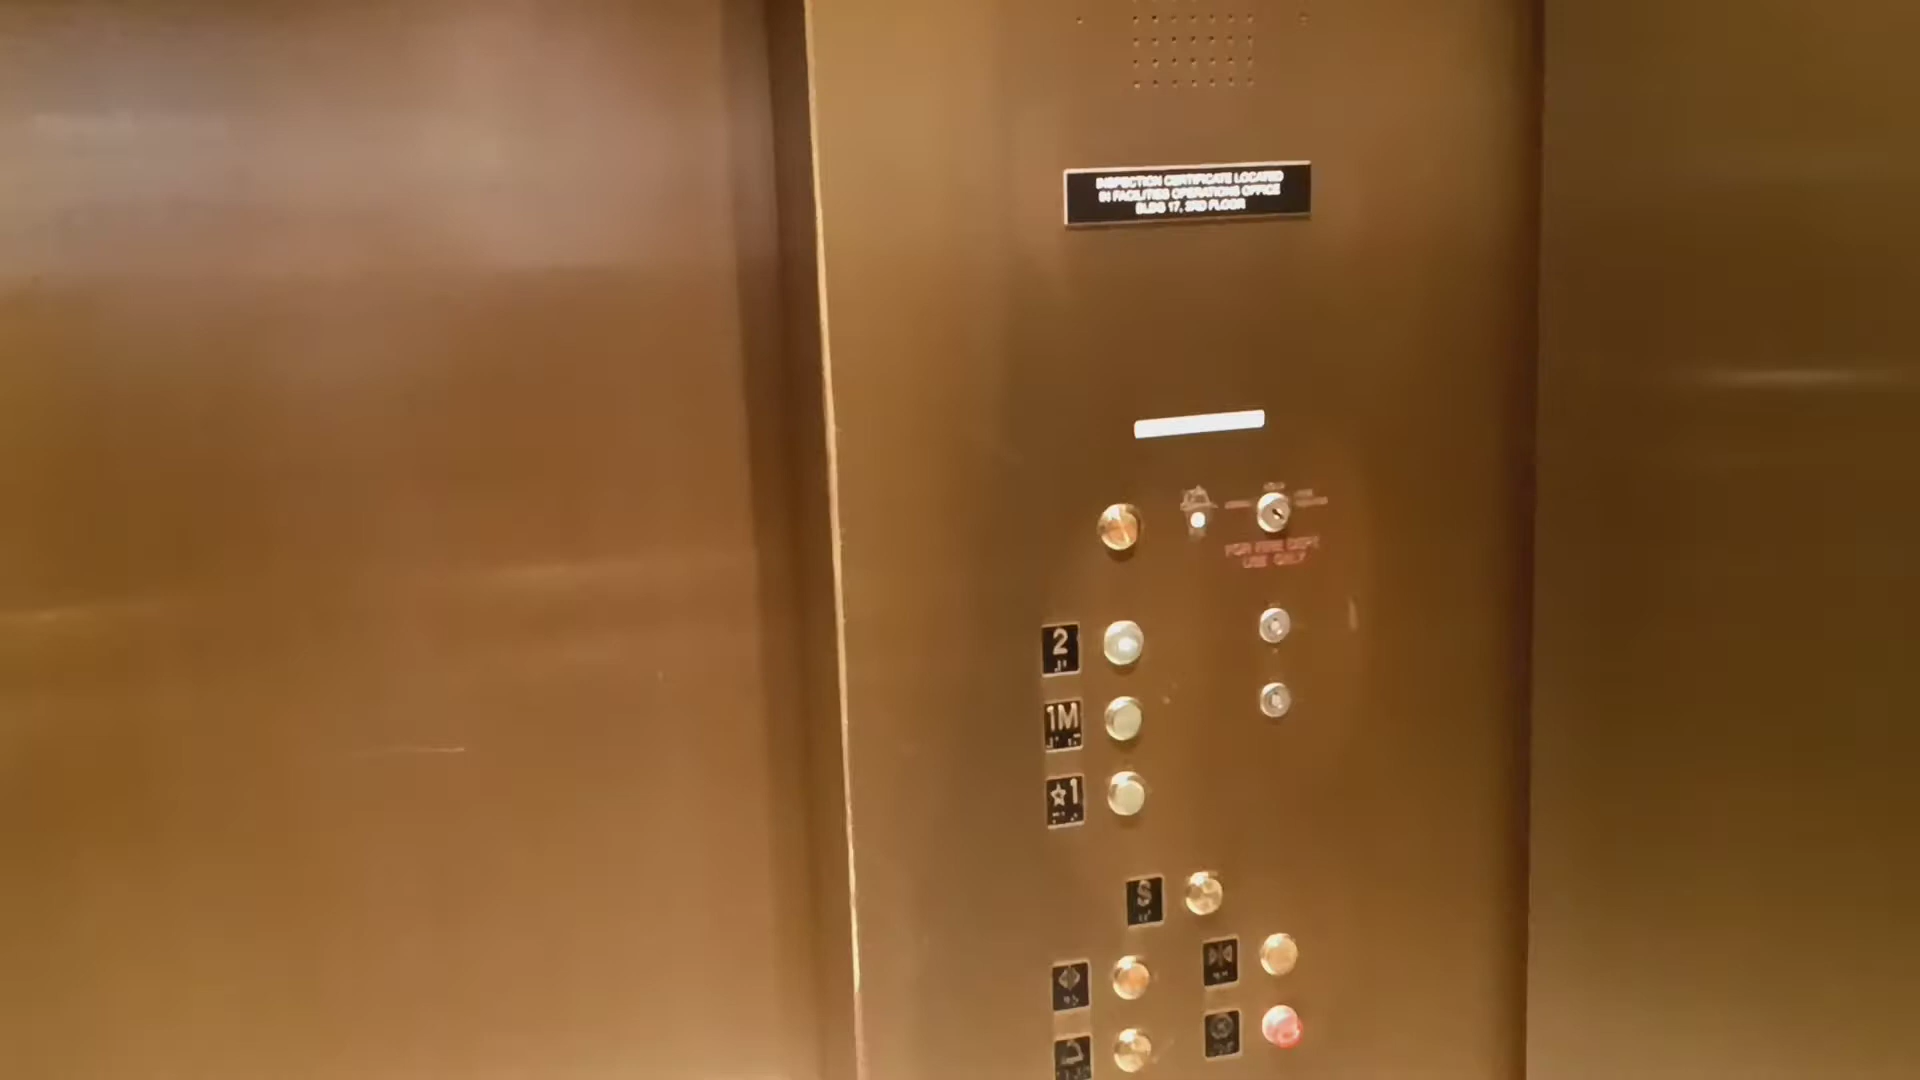 INSPECTION CERTIFICATE LOCATED
IN FACILITIES OPERATIONS OFFICE
BLDG 17, 3RD FLOOR
FOR FIRE DEPT
USE ONLY
2
1M
☆1
S